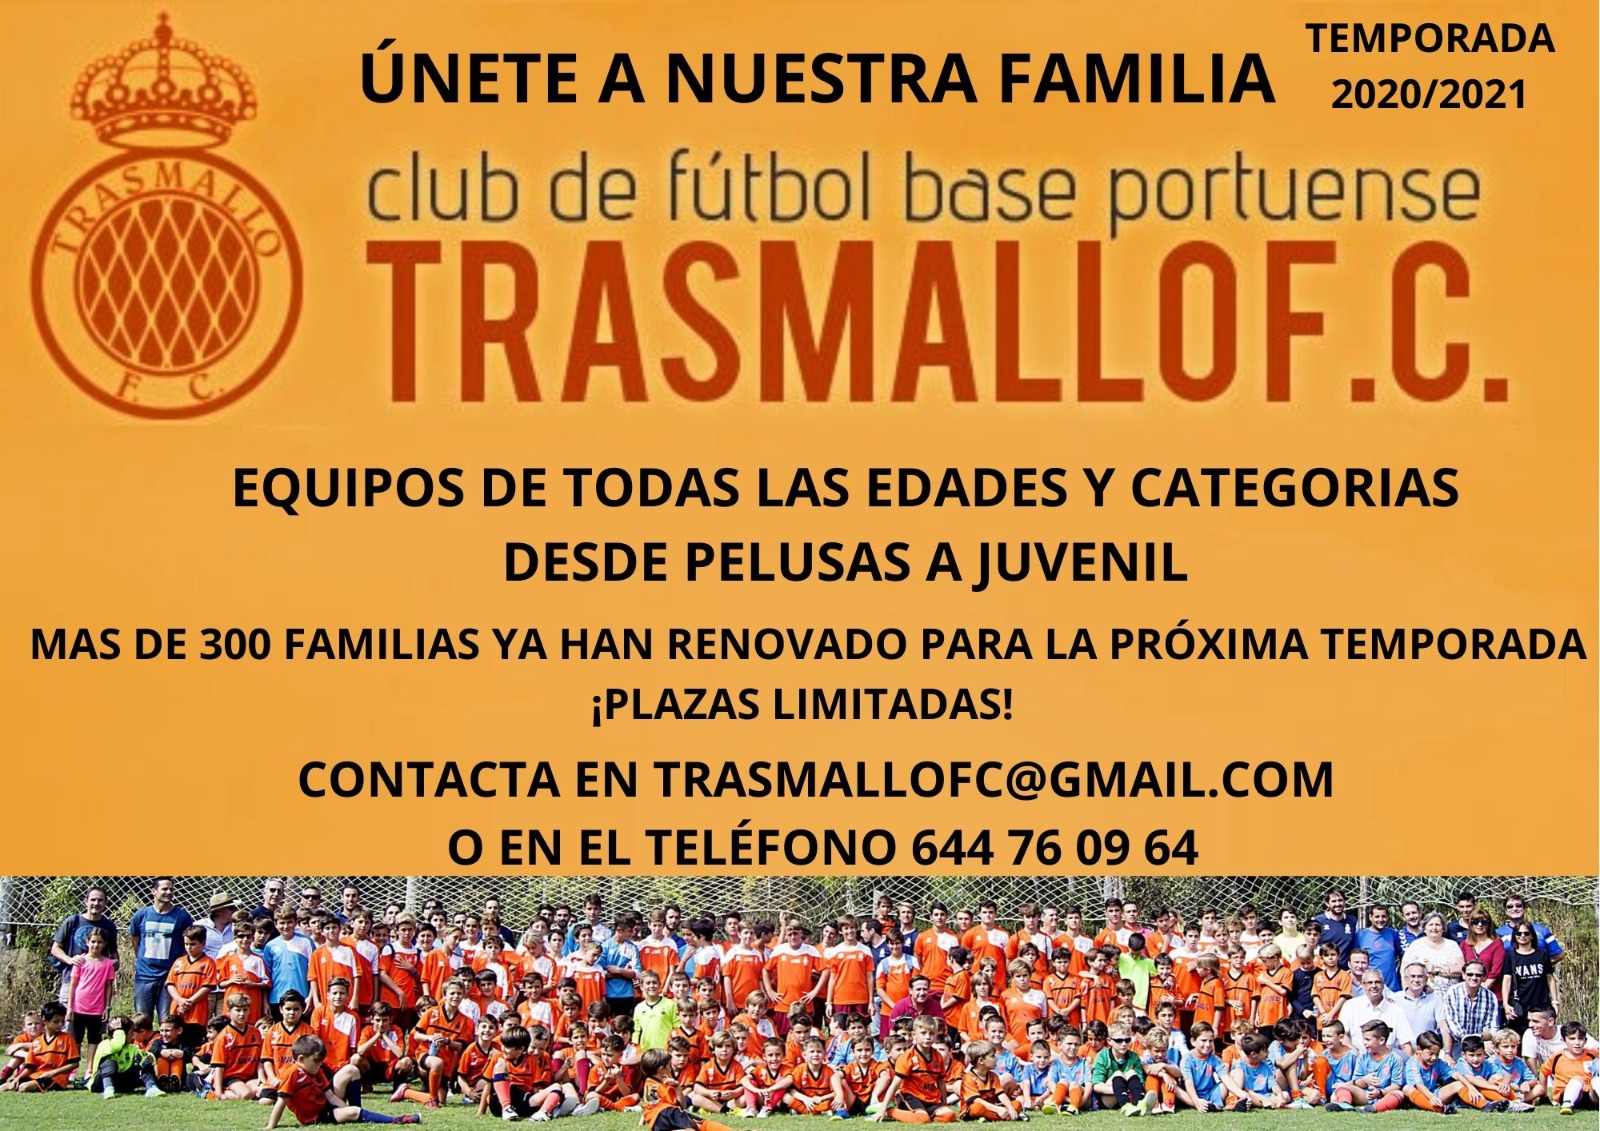 ÚNETE A NUESTRA FAMILIA
TEMPORADA
2020/2021
TRASMALLO
F. C.
club de fútbol base portuense
TRASMALLO F.C.
EQUIPOS DE TODAS LAS EDADES Y CATEGORIAS
DESDE PELUSAS A JUVENIL
MAS DE 300 FAMILIAS YA HAN RENOVADO PARA LA PRÓXIMA TEMPORADA
¡PLAZAS LIMITADAS!
CONTACTA EN TRASMALLOFC@GMAIL.COM
O EN EL TELÉFONO 644 76 09 64
VANS